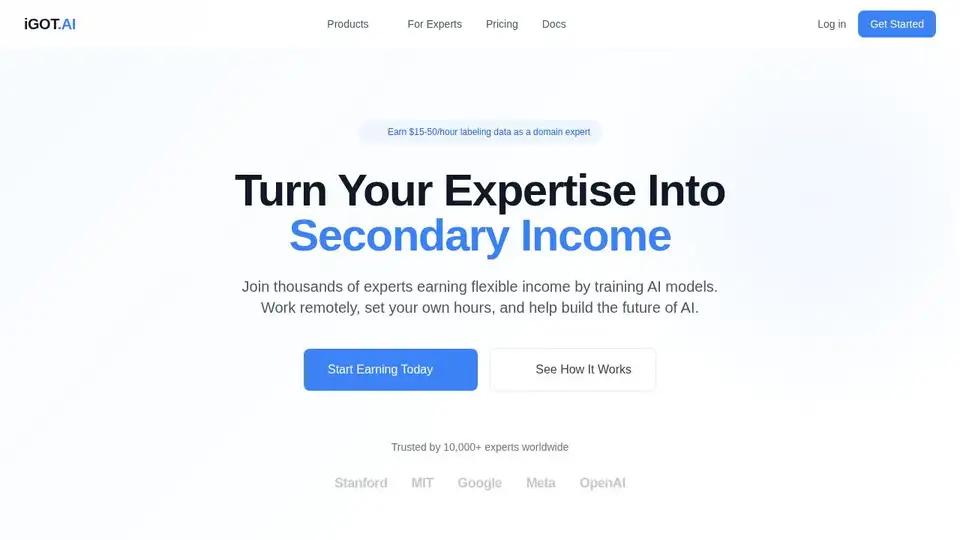 iGOT.AI
Products
For Experts
Pricing
Docs
Log in
Get Started
Earn $15-50/hour labeling data as a domain expert
Turn Your Expertise Into
Secondary Income
Join thousands of experts earning flexible income by training AI models.
Work remotely, set your own hours, and help build the future of AI.
Start Earning Today
See How It Works
Trusted by 10,000+ experts worldwide
Stanford
MIT
Google
Meta
OpenAI